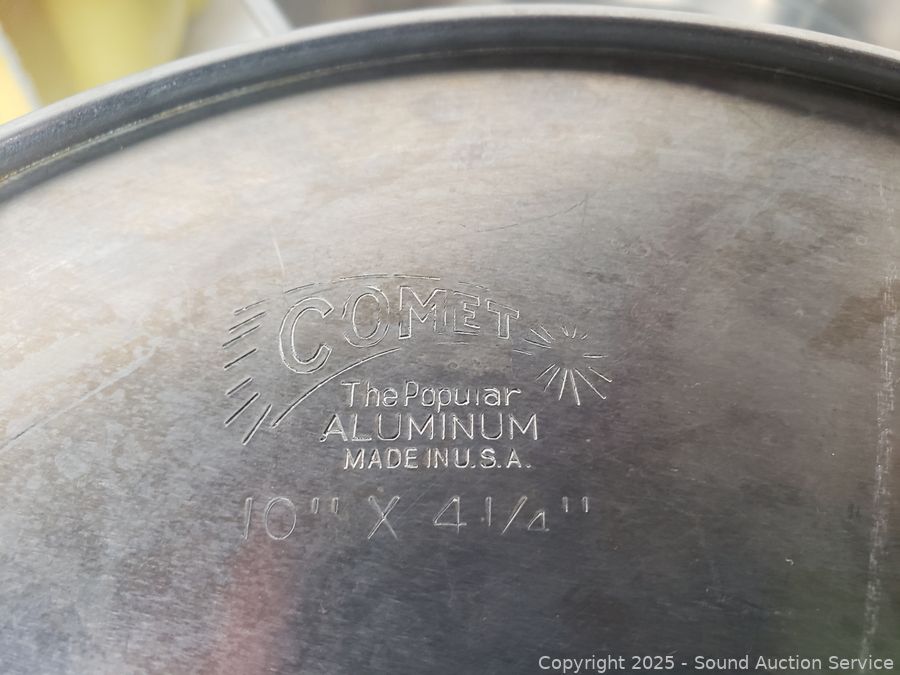 COMET
The Popular
ALUMINUM
MADE IN U.S.A.
10" X 4 1/4"
Copyright 2025 - Sound Auction Service